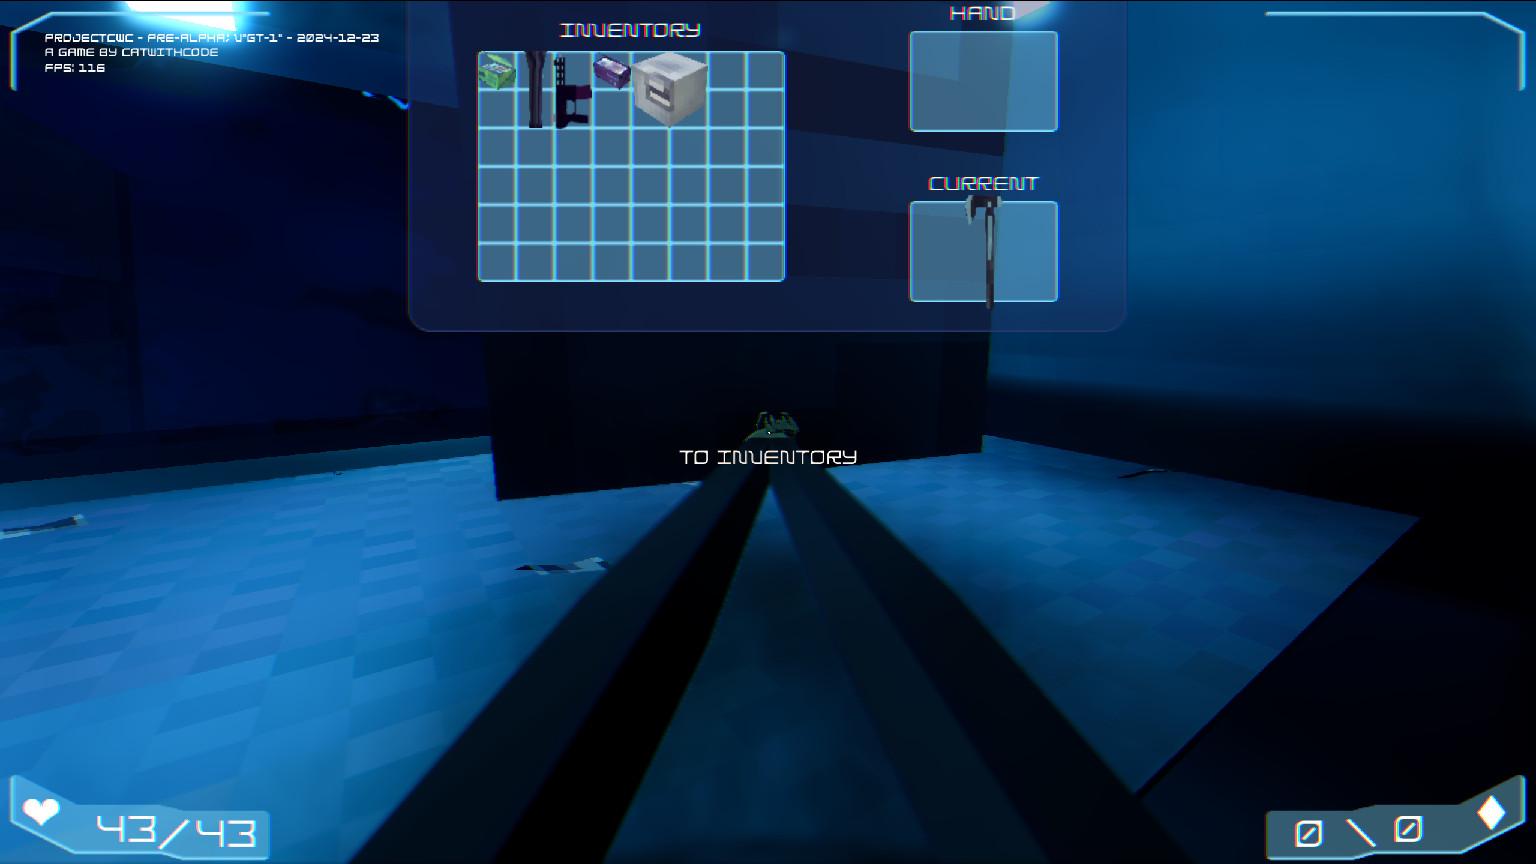 PROJECTCWC - PRE-ALPHA; V"GT-1" - 2024-12-23
A GAME BY CATWITHCODE
FPS: 116
INVENTORY
HAND
CURRENT
TO INVENTORY
43/43
0 \ 0